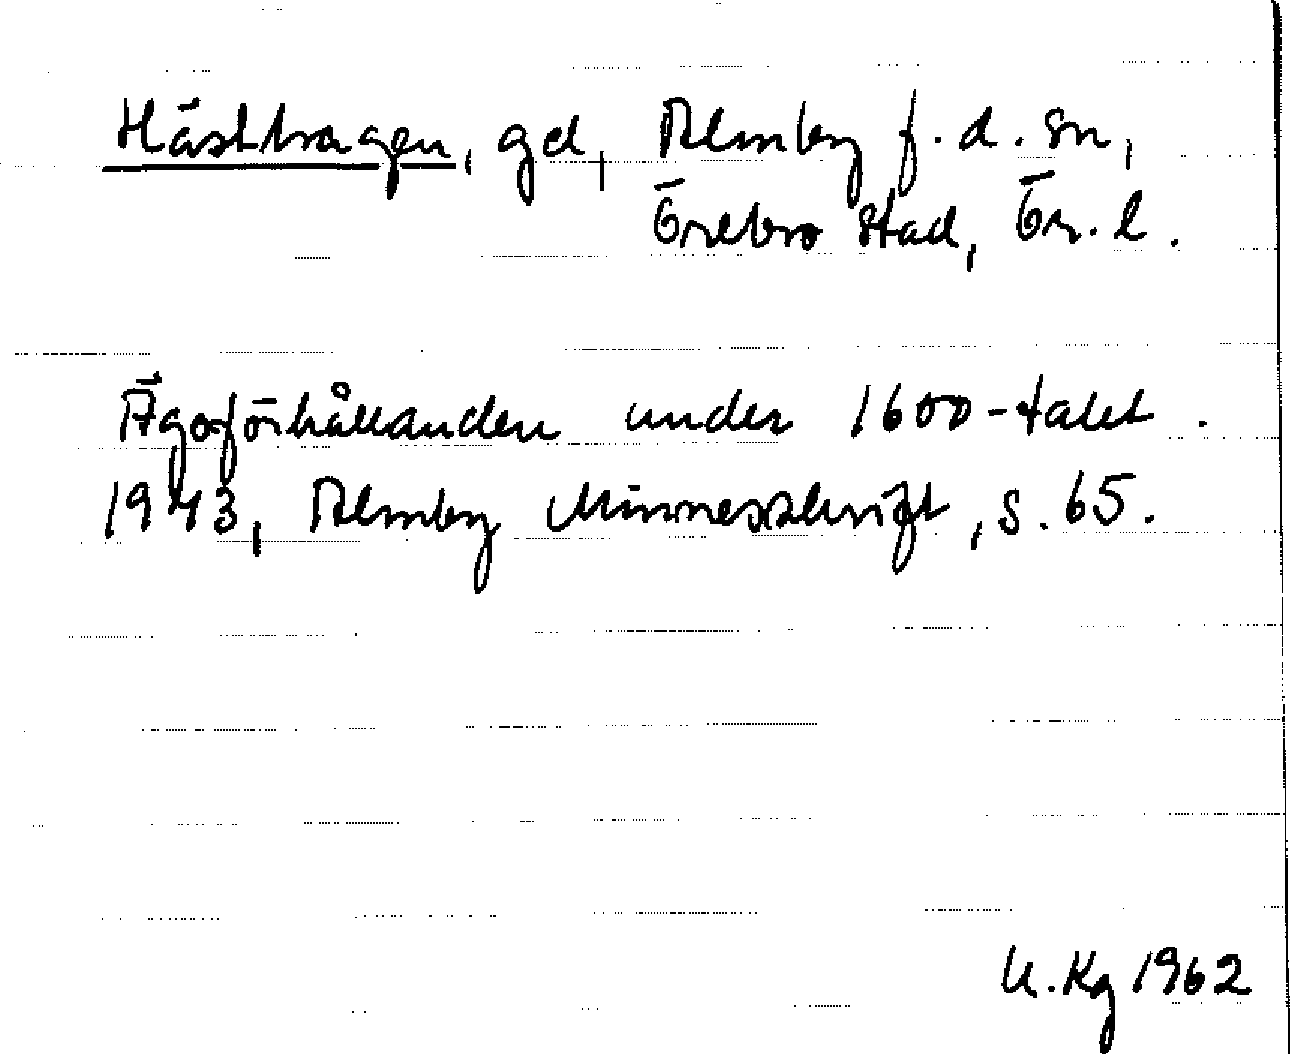 Hästhagen, gd, Almby f.d. sn,
Örebro stad, Ör. l.
Ägoförhållanden under 1600-talet.
1943, Almby Minnesskrift, s. 65.
U. Kg 1962